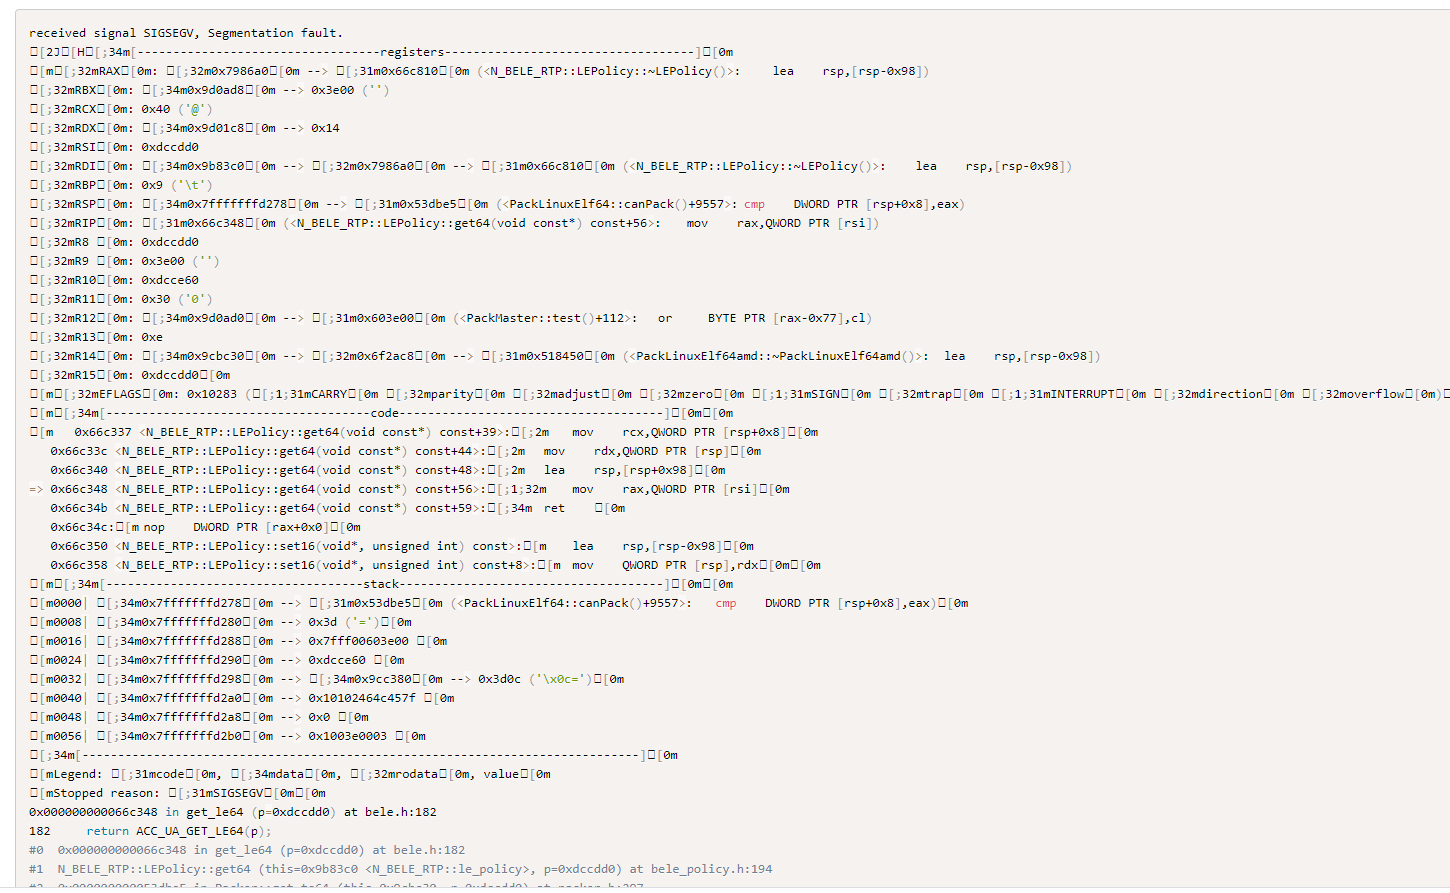 received signal SIGSEGV, Segmentation fault.
□[2J□[H□[;34m[----------------------------------registers-----------------------------------]□[0m
□[m□[;32mRAX□[0m: □[;32m0x7986a0□[0m --> □[;31m0x66c810□[0m (<N_BELE_RTP::LEPolicy::~LEPolicy()>: lea rsp,[rsp-0x98])
□[;32mRBX□[0m: □[;34m0x9d0ad8□[0m --> 0x3e00 ('')
□[;32mRCX□[0m: 0x40 ('@')
□[;32mRDX□[0m: □[;34m0x9d01c8□[0m --> 0x14
□[;32mRSI□[0m: 0xdccdd0
□[;32mRDI□[0m: □[;34m0x9b83c0□[0m --> □[;32m0x7986a0□[0m --> □[;31m0x66c810□[0m (<N_BELE_RTP::LEPolicy::~LEPolicy()>: lea rsp,[rsp-0x98])
□[;32mRBP□[0m: 0x9 ('\t')
□[;32mRSP□[0m: □[;34m0x7fffffffd278□[0m --> □[;31m0x53dbe5□[0m (<PackLinuxElf64::canPack()+9557>: cmp DWORD PTR [rsp+0x8],eax)
□[;32mRIP□[0m: □[;31m0x66c348□[0m (<N_BELE_RTP::LEPolicy::get64(void const*) const+56>: mov rax,QWORD PTR [rsi])
□[;32mR8 □[0m: 0xdccdd0
□[;32mR9 □[0m: 0x3e00 ('')
□[;32mR10□[0m: 0xdcce60
□[;32mR11□[0m: 0x30 ('0')
□[;32mR12□[0m: □[;34m0x9d0ad0□[0m --> □[;31m0x603e00□[0m (<PackMaster::test()+112>: or BYTE PTR [rax-0x77],cl)
□[;32mR13□[0m: 0xe
□[;32mR14□[0m: □[;34m0x9cbc30□[0m --> □[;32m0x6f2ac8□[0m --> □[;31m0x518450□[0m (<PackLinuxElf64amd::~PackLinuxElf64amd()>: lea rsp,[rsp-0x98])
□[;32mR15□[0m: 0xdccdd0□[0m
□[m□[;32mEFLAGS□[0m: 0x10283 (□[;1;31mCARRY□[0m □[;32mparity□[0m □[;32madjust□[0m □[;32mzero□[0m □[;1;31mSIGN□[0m □[;32mtrap□[0m □[;1;31mINTERRUPT□[0m □[;32mdirection□[0m □[;32moverflow□[0m)□
□[m□[;34m[-------------------------------------code-------------------------------------]□[0m□[0m
□[m 0x66c337 <N_BELE_RTP::LEPolicy::get64(void const*) const+39>:□[;2m mov rcx,QWORD PTR [rsp+0x8]□[0m
0x66c33c <N_BELE_RTP::LEPolicy::get64(void const*) const+44>:□[;2m mov rdx,QWORD PTR [rsp]□[0m
0x66c340 <N_BELE_RTP::LEPolicy::get64(void const*) const+48>:□[;2m lea rsp,[rsp+0x98]□[0m
=> 0x66c348 <N_BELE_RTP::LEPolicy::get64(void const*) const+56>:□[;1;32m mov rax,QWORD PTR [rsi]□[0m
0x66c34b <N_BELE_RTP::LEPolicy::get64(void const*) const+59>:□[;34m ret □[0m
0x66c34c:□[m nop DWORD PTR [rax+0x0]□[0m
0x66c350 <N_BELE_RTP::LEPolicy::set16(void*, unsigned int) const>:□[m lea rsp,[rsp-0x98]□[0m
0x66c358 <N_BELE_RTP::LEPolicy::set16(void*, unsigned int) const+8>:□[m mov QWORD PTR [rsp],rdx□[0m□[0m
□[m□[;34m[------------------------------------stack-------------------------------------]□[0m□[0m
□[m0000| □[;34m0x7fffffffd278□[0m --> □[;31m0x53dbe5□[0m (<PackLinuxElf64::canPack()+9557>: cmp DWORD PTR [rsp+0x8],eax)□[0m
□[m0008| □[;34m0x7fffffffd280□[0m --> 0x3d ('=')□[0m
□[m0016| □[;34m0x7fffffffd288□[0m --> 0x7fff00603e00 □[0m
□[m0024| □[;34m0x7fffffffd290□[0m --> 0xdcce60 □[0m
□[m0032| □[;34m0x7fffffffd298□[0m --> □[;34m0x9cc380□[0m --> 0x3d0c ('\x0c=')□[0m
□[m0040| □[;34m0x7fffffffd2a0□[0m --> 0x10102464c457f □[0m
□[m0048| □[;34m0x7fffffffd2a8□[0m --> 0x0 □[0m
□[m0056| □[;34m0x7fffffffd2b0□[0m --> 0x1003e0003 □[0m
□[;34m[------------------------------------------------------------------------------]□[0m
□[mLegend: □[;31mcode□[0m, □[;34mdata□[0m, □[;32mrodata□[0m, value□[0m
□[mStopped reason: □[;31mSIGSEGV□[0m□[0m
0x000000000066c348 in get_le64 (p=0xdccdd0) at bele.h:182
182 return ACC_UA_GET_LE64(p);
#0 0x000000000066c348 in get_le64 (p=0xdccdd0) at bele.h:182
#1 N_BELE_RTP::LEPolicy::get64 (this=0x9b83c0 <N_BELE_RTP::le_policy>, p=0xdccdd0) at bele_policy.h:194